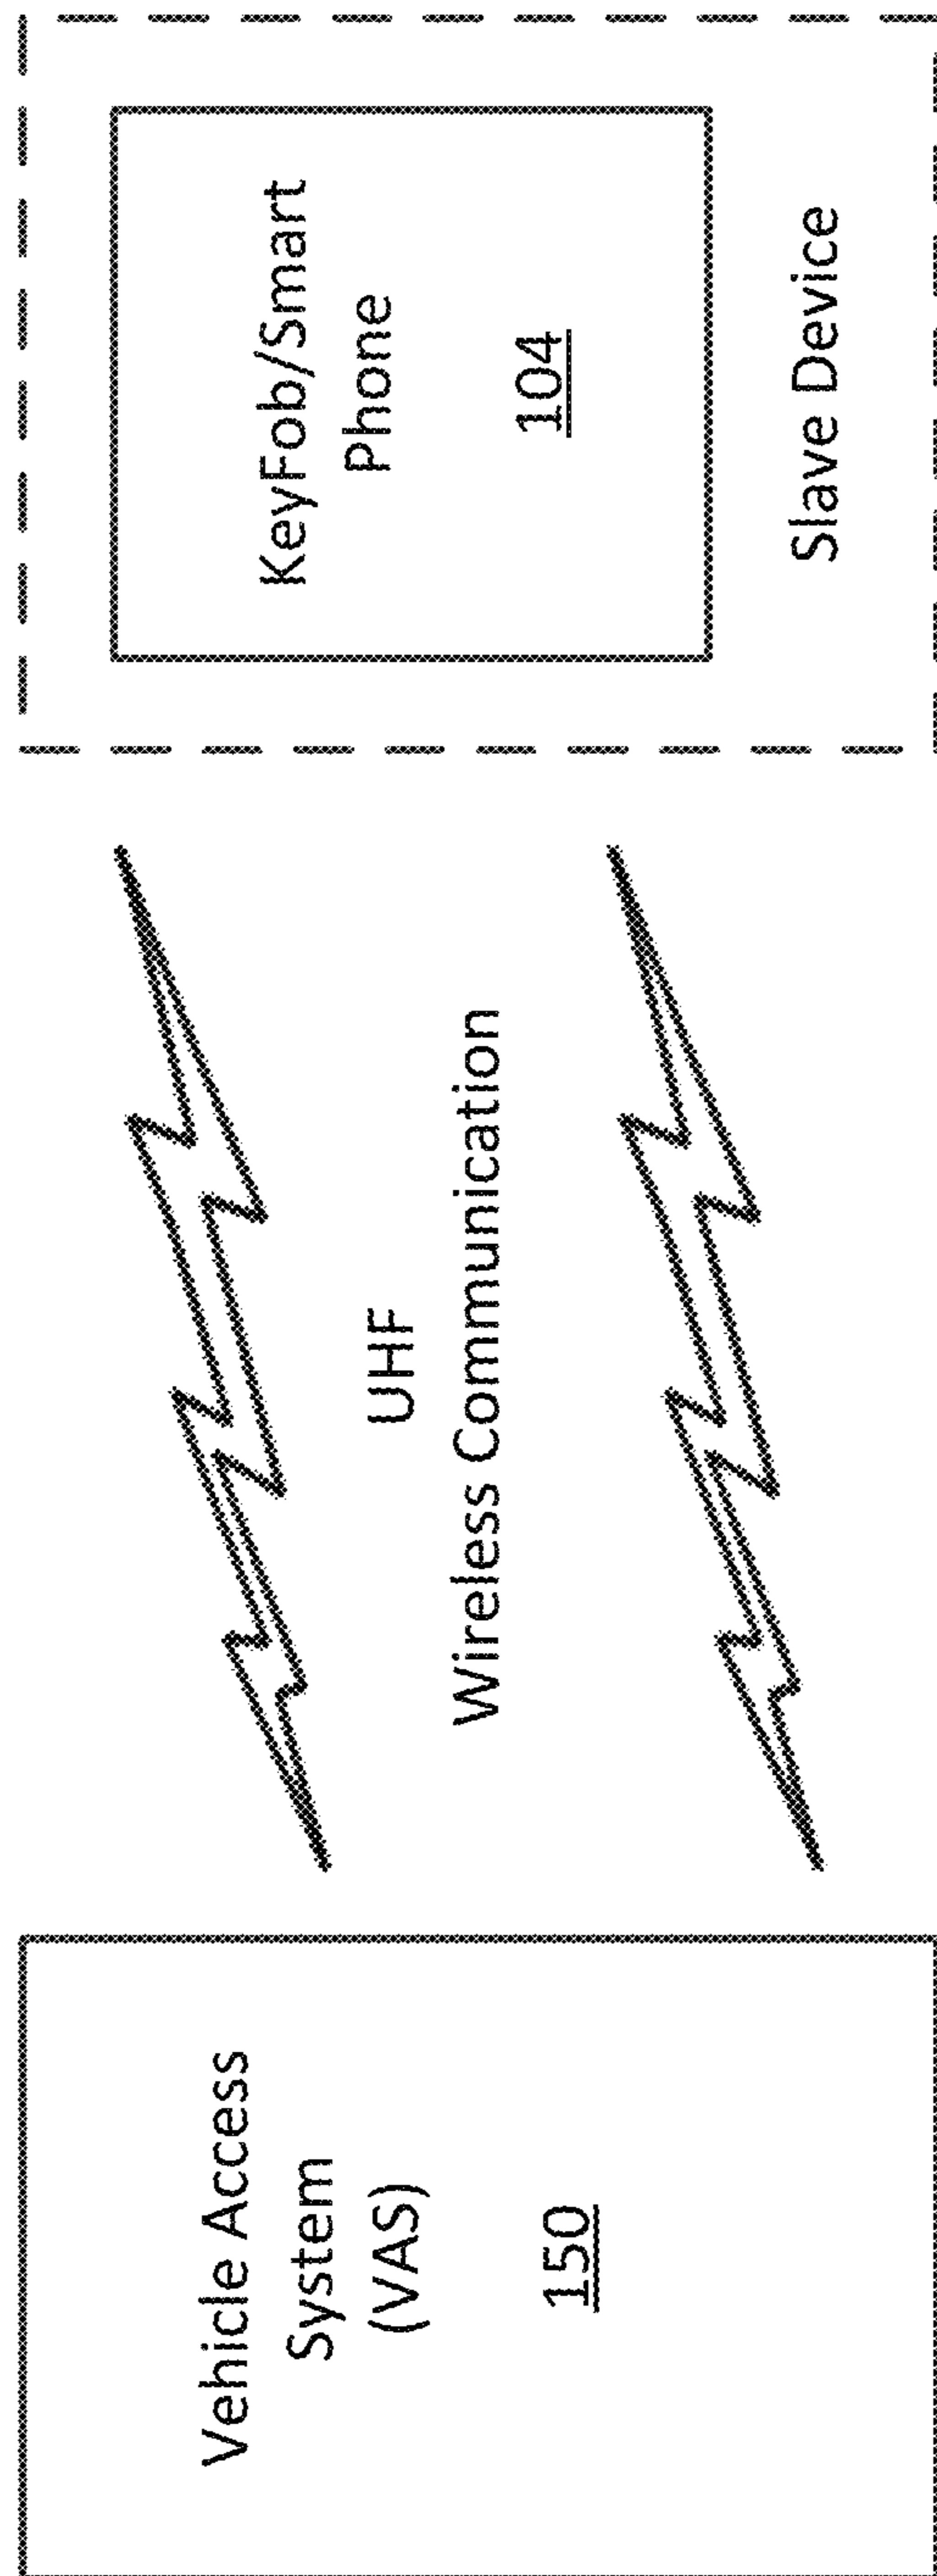 Vehicle Access
System
(VAS)
150
UHF
Wireless Communication
KeyFob/Smart
Phone
104
Slave Device